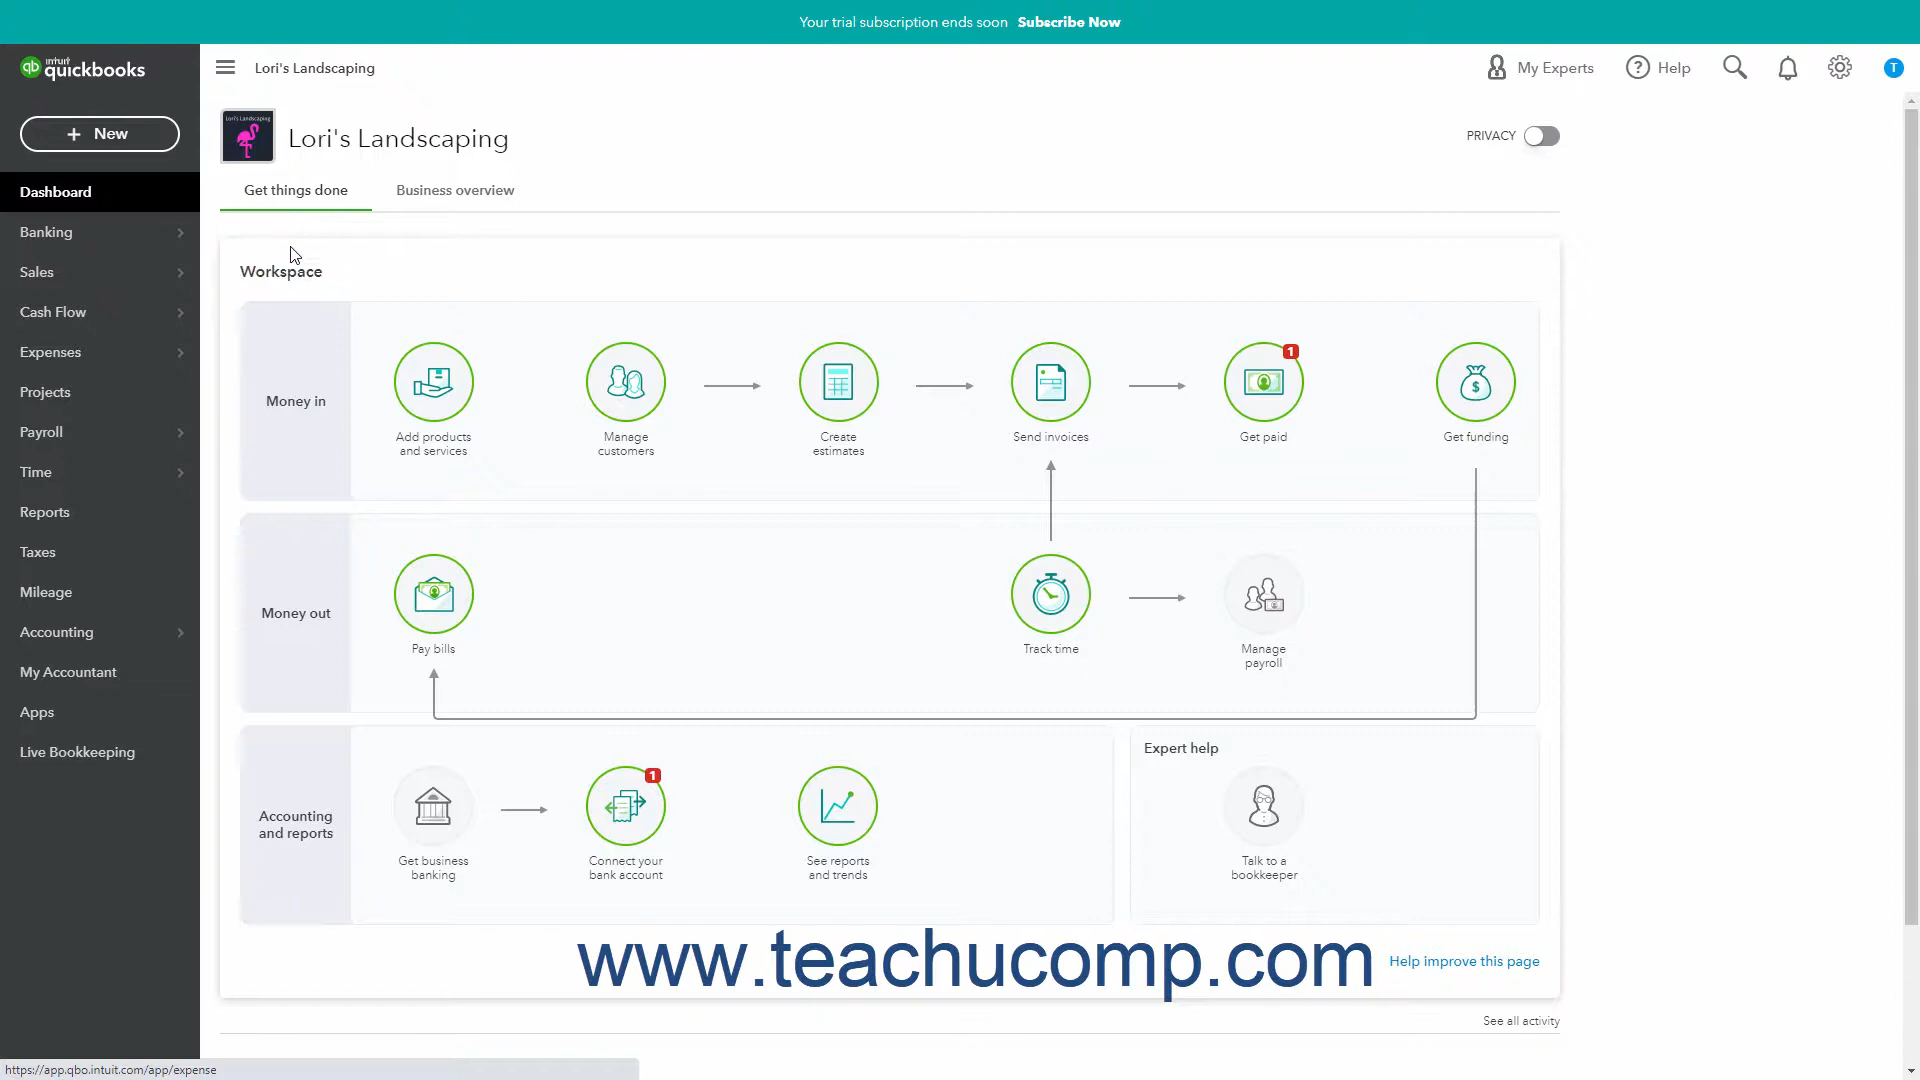 Your trial subscription ends soon Subscribe Now
intuit
qb quickbooks
Lori's Landscaping
My Experts
? Help
T
+ New
Lori's Landscaping
Lori's Landscaping
PRIVACY
Get things done
Business overview
Dashboard
Banking
Sales
Cash Flow
Expenses
Projects
Payroll
Time
Reports
Taxes
Mileage
Accounting
My Accountant
Apps
Live Bookkeeping
Workspace
Money in
Add products
and services
Manage
customers
Create
estimates
Send invoices
1
Get paid
$
Get funding
Money out
Pay bills
Track time
Manage
payroll
Accounting
and reports
Get business
banking
1
Connect your
bank account
See reports
and trends
Expert help
Talk to a
bookkeeper
www.teachucomp.com
Help improve this page
See all activity
https://app.qbo.intuit.com/app/expense